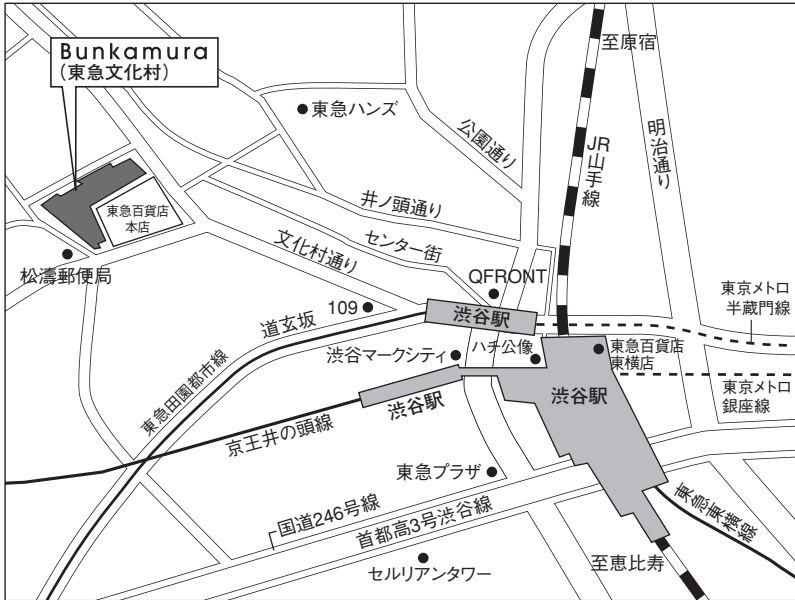 Bunkamura
(東急文化村)
至原宿
東急ハンズ
公園通り
JR山手線
明治通り
井ノ頭通り
東急百貨店
本店
センター街
文化村通り
松濤郵便局
QFRONT
東京メトロ
半蔵門線
109
道玄坂
渋谷駅
渋谷マークシティ
ハチ公像
東急百貨店
東横店
東急田園都市線
渋谷駅
渋谷駅
東京メトロ
銀座線
京王井の頭線
東急プラザ
国道246号線
首都高3号渋谷線
東急東横線
至恵比寿
セルリアンタワー